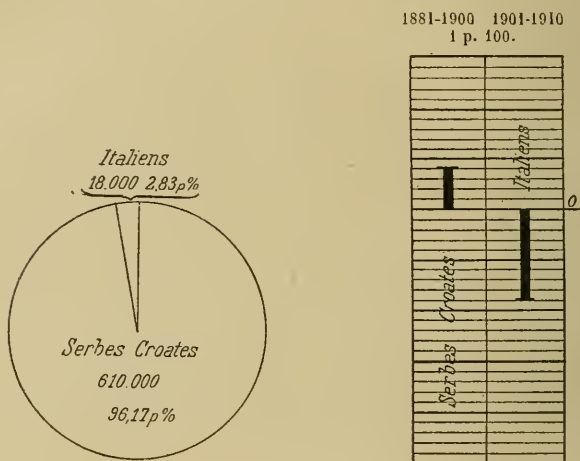 1881-1900 1901-1910
1 p. 100.
Italiens
18.000 2,83p%
Serbes Croates
610.000
96,17p%
Italiens
0
Serbes Croates